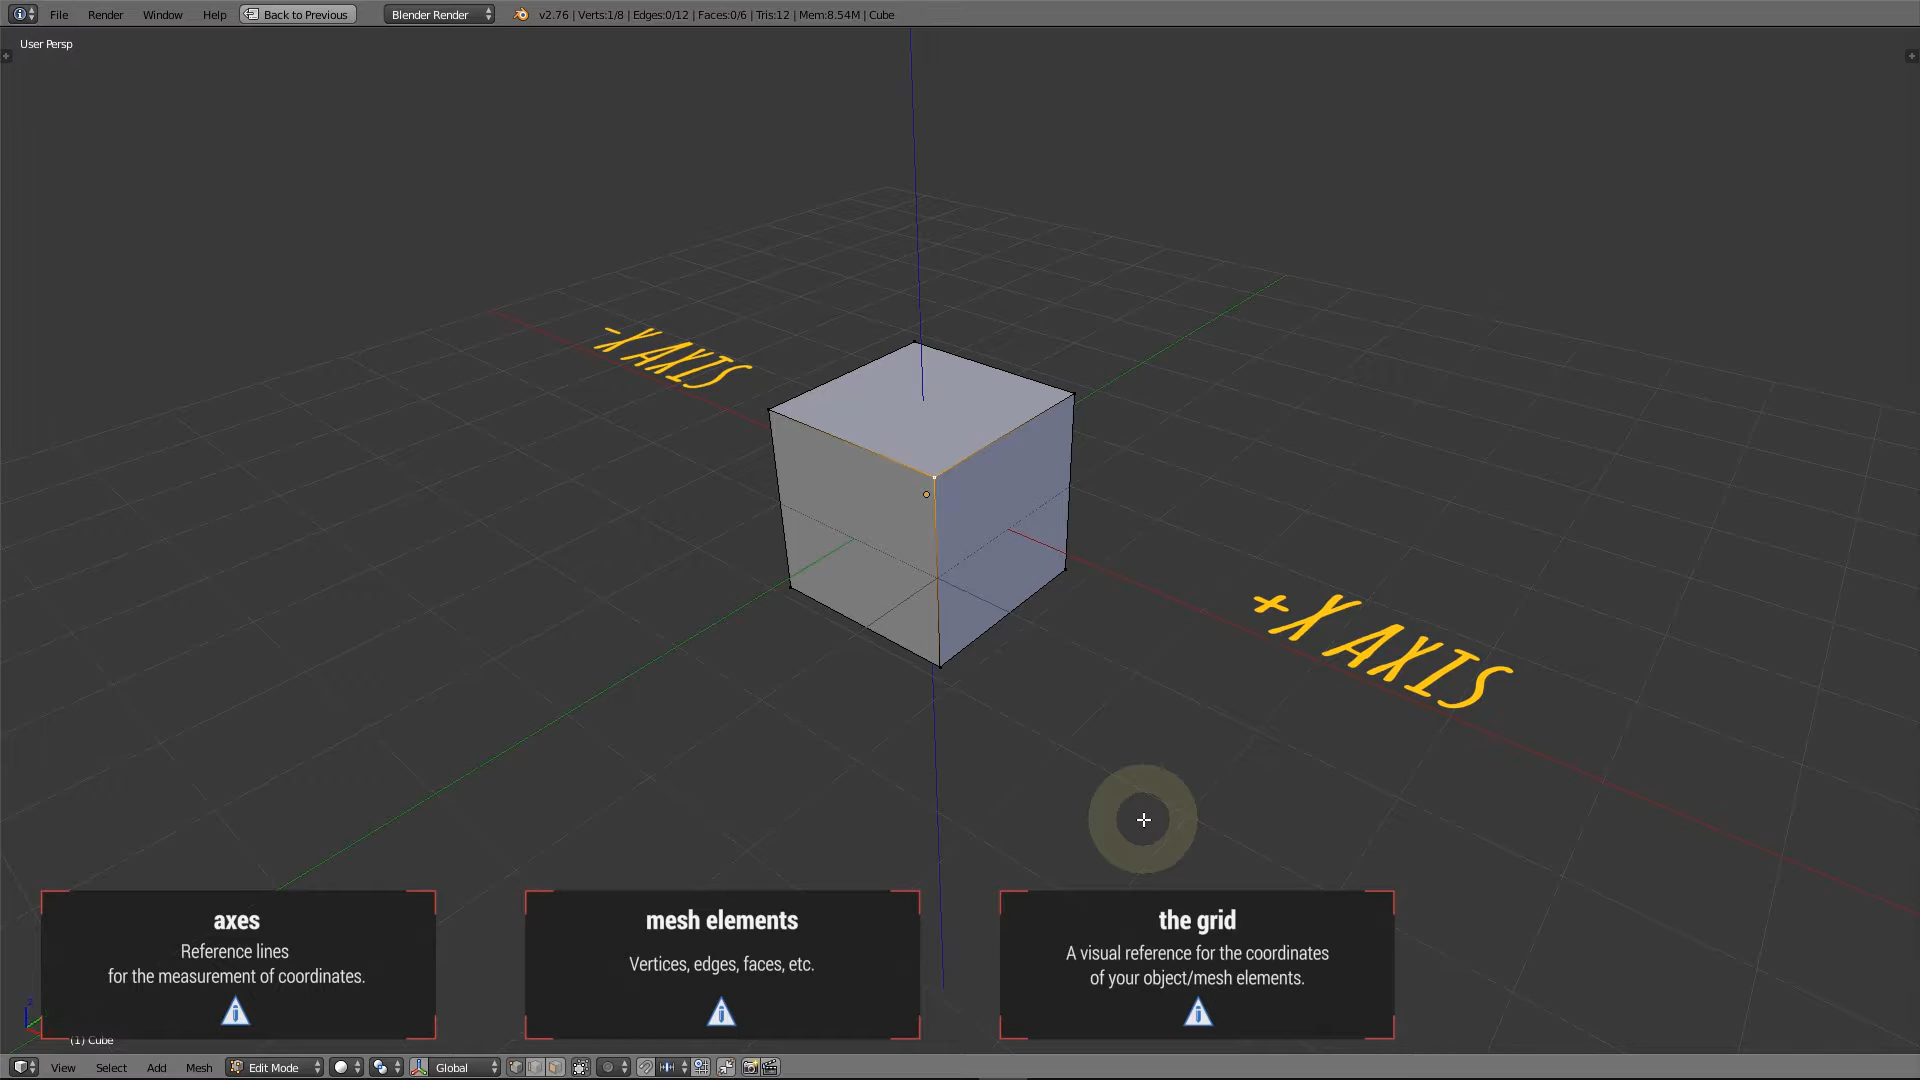 File Render Window Help Back to Previous Blender Render v2.76 | Verts:1/8 | Edges:0/12 | Faces:0/6 | Tris:12 | Mem:8.54M | Cube
User Persp
-X AXIS
+X AXIS
axes
Reference lines
for the measurement of coordinates.
mesh elements
Vertices, edges, faces, etc.
the grid
A visual reference for the coordinates
of your object/mesh elements.
(1) Cube
View Select Add Mesh Edit Mode Global